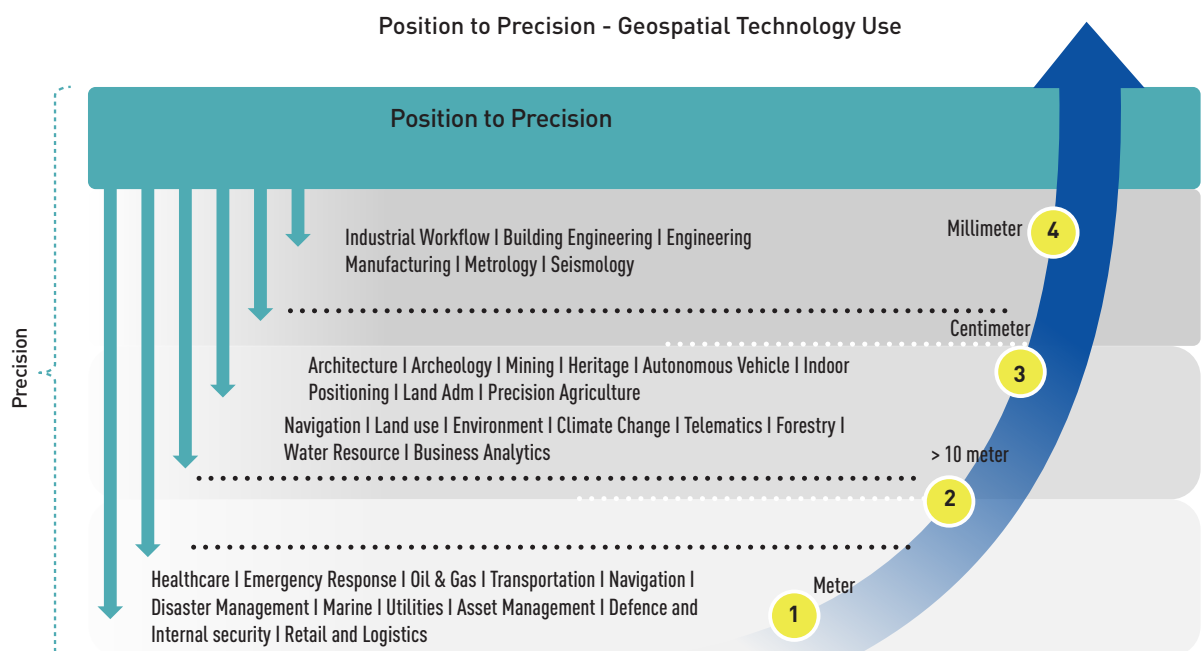 Position to Precision - Geospatial Technology Use
Position to Precision
Precision
Industrial Workflow I Building Engineering I Engineering
Manufacturing I Metrology I Seismology
Millimeter
4
Centimeter
3
Architecture I Archeology I Mining I Heritage I Autonomous Vehicle I Indoor
Positioning I Land Adm I Precision Agriculture
Navigation I Land use I Environment I Climate Change I Telematics I Forestry I
Water Resource I Business Analytics
> 10 meter
2
Healthcare I Emergency Response I Oil & Gas I Transportation I Navigation I
Disaster Management I Marine I Utilities I Asset Management I Defence and
Internal security I Retail and Logistics
Meter
1